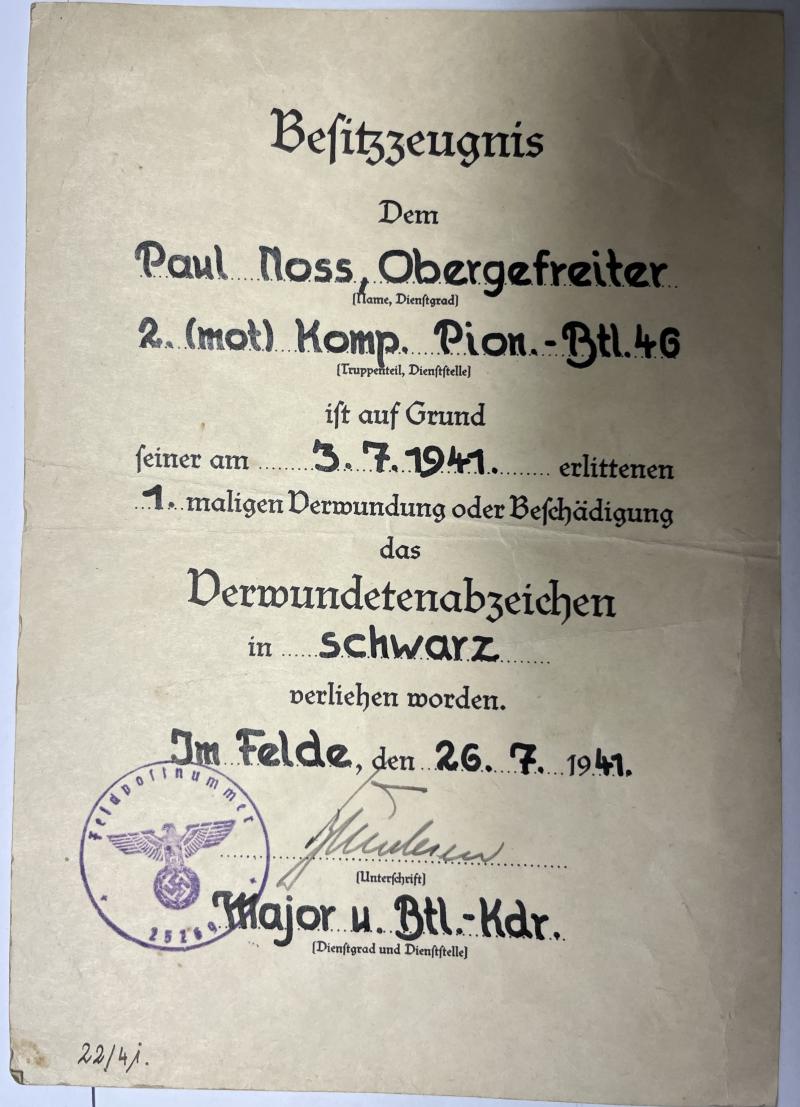 Besitzzeugnis
Dem
Paul Noss, Obergefreiter
(Name, Dienstgrad)
2. (mot) Komp. Pion.-Btl. 46
(Truppenteil, Dienststelle)
ist auf Grund
seiner am 3.7.1941. erlittenen
1. maligen Verwundung oder Beschädigung
das
Verwundetenabzeichen
in schwarz
verliehen worden.
Im Felde, den 26. 7. 1941.
Feldpostnummer
(Unterschrift)
25269
Major u. Btl.-Kdr.
(Dienstgrad und Dienststelle)
22/41.